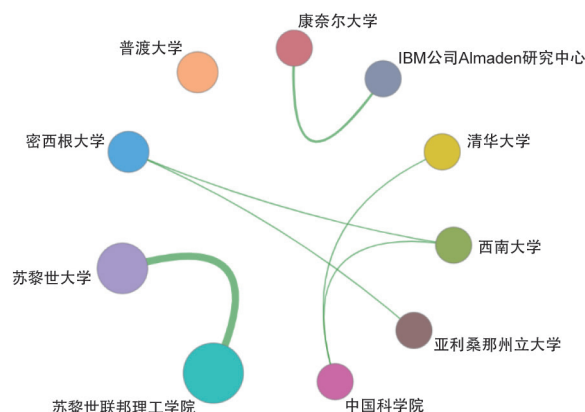 康奈尔大学
普渡大学
IBM公司Almaden研究中心
密西根大学
清华大学
西南大学
苏黎世大学
亚利桑那州立大学
苏黎世联邦理工学院
中国科学院